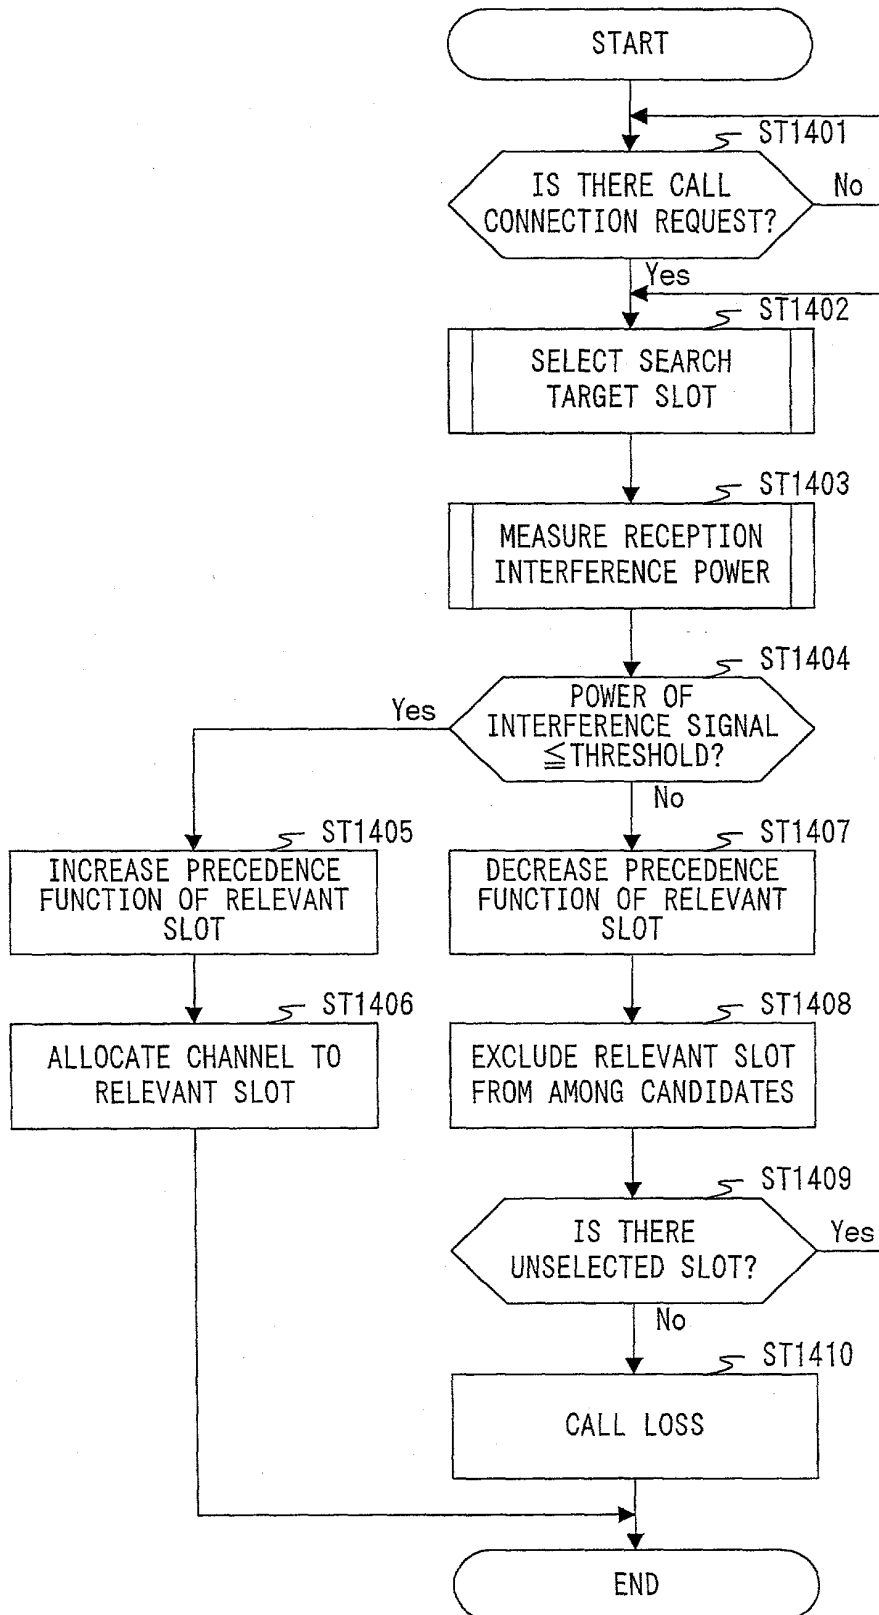 START
ST1401
IS THERE CALL
CONNECTION REQUEST?
No
Yes
ST1402
SELECT SEARCH
TARGET SLOT
ST1403
MEASURE RECEPTION
INTERFERENCE POWER
ST1404
POWER OF
INTERFERENCE SIGNAL
≦THRESHOLD?
Yes
No
ST1405
INCREASE PRECEDENCE
FUNCTION OF RELEVANT
SLOT
ST1407
DECREASE PRECEDENCE
FUNCTION OF RELEVANT
SLOT
ST1406
ALLOCATE CHANNEL TO
RELEVANT SLOT
ST1408
EXCLUDE RELEVANT SLOT
FROM AMONG CANDIDATES
ST1409
IS THERE
UNSELECTED SLOT?
Yes
No
ST1410
CALL LOSS
END